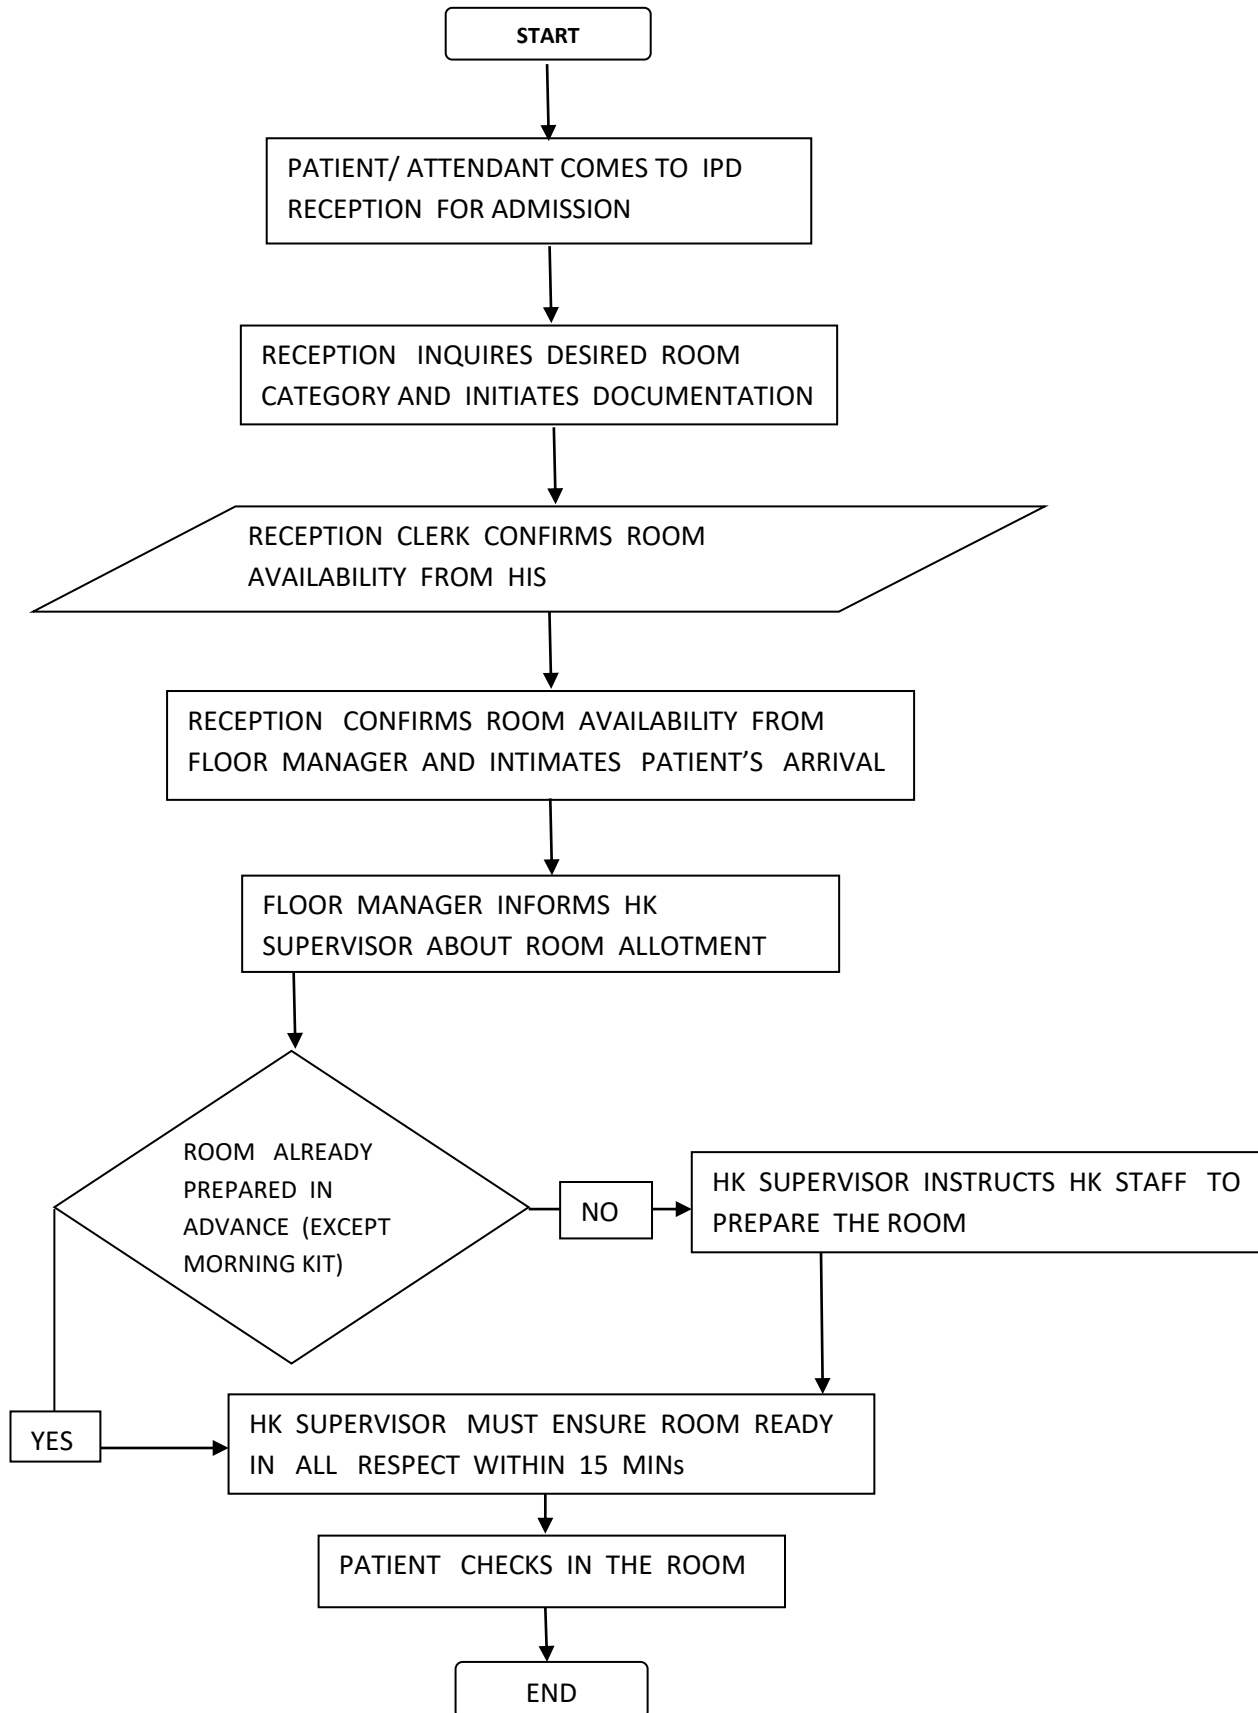 START
PATIENT/ ATTENDANT COMES TO IPD
RECEPTION FOR ADMISSION
RECEPTION INQUIRES DESIRED ROOM
CATEGORY AND INITIATES DOCUMENTATION
RECEPTION CLERK CONFIRMS ROOM
AVAILABILITY FROM HIS
RECEPTION CONFIRMS ROOM AVAILABILITY FROM
FLOOR MANAGER AND INTIMATES PATIENT’S ARRIVAL
FLOOR MANAGER INFORMS HK
SUPERVISOR ABOUT ROOM ALLOTMENT
ROOM ALREADY
PREPARED IN
ADVANCE (EXCEPT
MORNING KIT)
NO
HK SUPERVISOR INSTRUCTS HK STAFF TO
PREPARE THE ROOM
YES
HK SUPERVISOR MUST ENSURE ROOM READY
IN ALL RESPECT WITHIN 15 MINs
PATIENT CHECKS IN THE ROOM
END